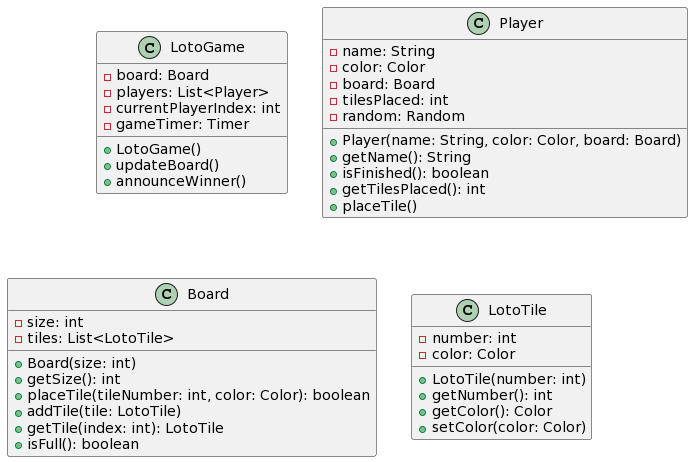 C LotoGame
board: Board
players: List<Player>
currentPlayerIndex: int
gameTimer: Timer
LotoGame()
updateBoard()
announceWinner()
C Player
name: String
color: Color
board: Board
tilesPlaced: int
random: Random
Player(name: String, color: Color, board: Board)
getName(): String
isFinished(): boolean
getTilesPlaced(): int
placeTile()
C Board
size: int
tiles: List<LotoTile>
Board(size: int)
getSize(): int
placeTile(tileNumber: int, color: Color): boolean
addTile(tile: LotoTile)
getTile(index: int): LotoTile
isFull(): boolean
C LotoTile
number: int
color: Color
LotoTile(number: int)
getNumber(): int
getColor(): Color
setColor(color: Color)